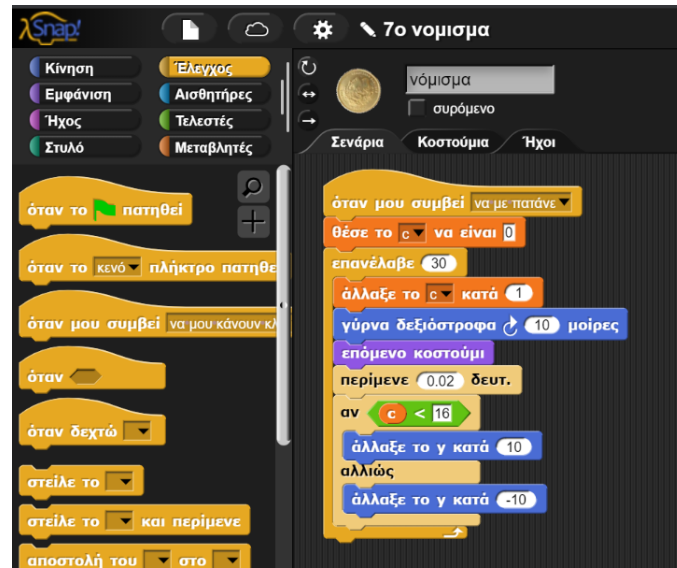 Snap!
7ο νομισμα
Κίνηση
Έλεγχος
Εμφάνιση
Αισθητήρες
Ήχος
Τελεστές
Στυλό
Μεταβλητές
όταν το πατηθεί
όταν το κενό πλήκτρο πατηθε
όταν μου συμβεί να μου κάνουν κλ
όταν
όταν δεχτώ
στείλε το
στείλε το και περίμενε
αποστολή του στο
νόμισμα
συρόμενο
Σενάρια Κοστούμια Ήχοι
όταν μου συμβεί να με πατάνε
θέσε το c να είναι 0
επανέλαβε 30
άλλαξε το c κατά 1
γύρνα δεξιόστροφα 10 μοίρες
επόμενο κοστούμι
περίμενε 0.02 δευτ.
αν c < 16
άλλαξε το y κατά 10
αλλιώς
άλλαξε το y κατά -10